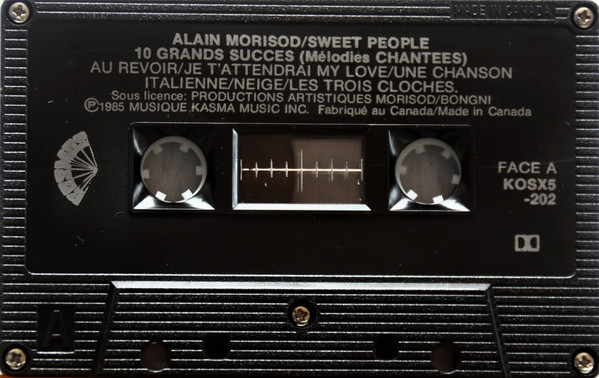 MADE IN CANADA
ALAIN MORISOD/SWEET PEOPLE
10 GRANDS SUCCES (Mélodies CHANTEES)
AU REVOIR/JE T'ATTENDRAI MY LOVE/UNE CHANSON
ITALIENNE/NEIGE/LES TROIS CLOCHES.
Sous licence: PRODUCTIONS ARTISTIQUES MORISOD/BONGNI
Ⓟ1985 MUSIQUE KASMA MUSIC INC. Fabriqué au Canada/Made in Canada
FACE A
KOSX5
-202
A